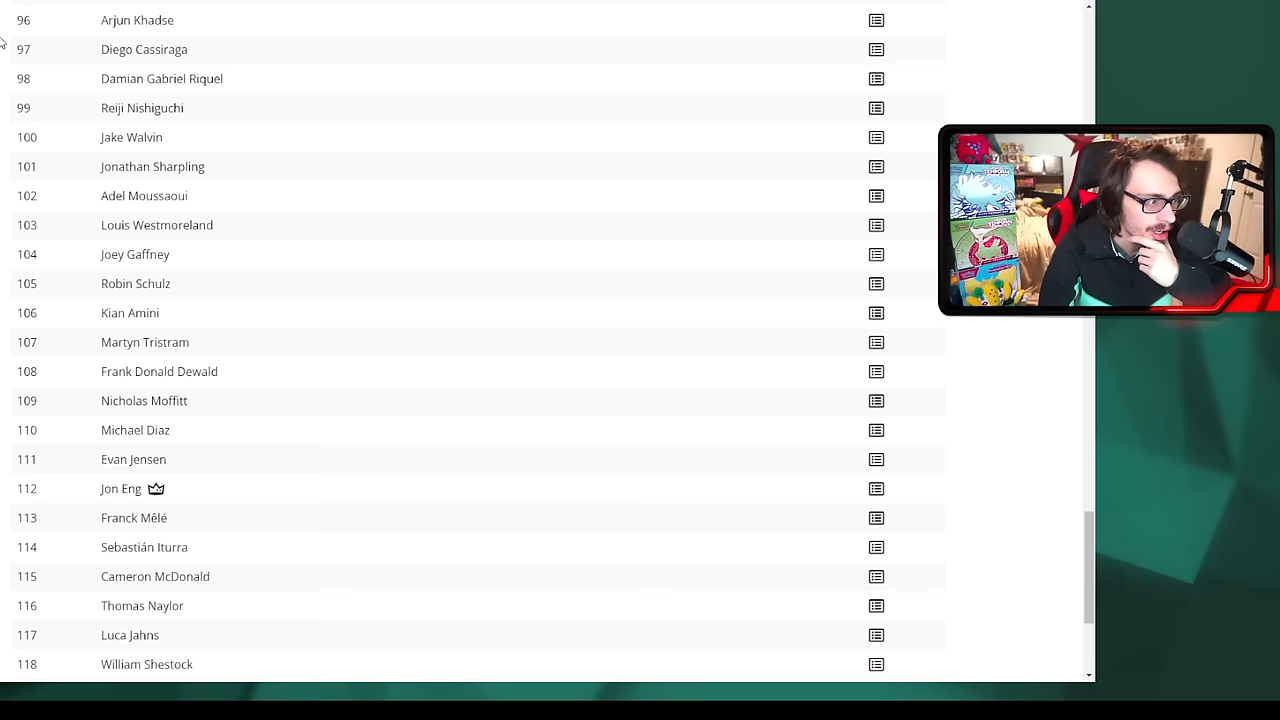 96 Arjun Khadse
97 Diego Cassiraga
98 Damian Gabriel Riquel
99 Reiji Nishiguchi
100 Jake Walvin
101 Jonathan Sharpling
102 Adel Moussaoui
103 Louis Westmoreland
104 Joey Gaffney
105 Robin Schulz
106 Kian Amini
107 Martyn Tristram
108 Frank Donald Dewald
109 Nicholas Moffitt
110 Michael Diaz
111 Evan Jensen
112 Jon Eng
113 Franck Mêlé
114 Sebastián Iturra
115 Cameron McDonald
116 Thomas Naylor
117 Luca Jahns
118 William Shestock